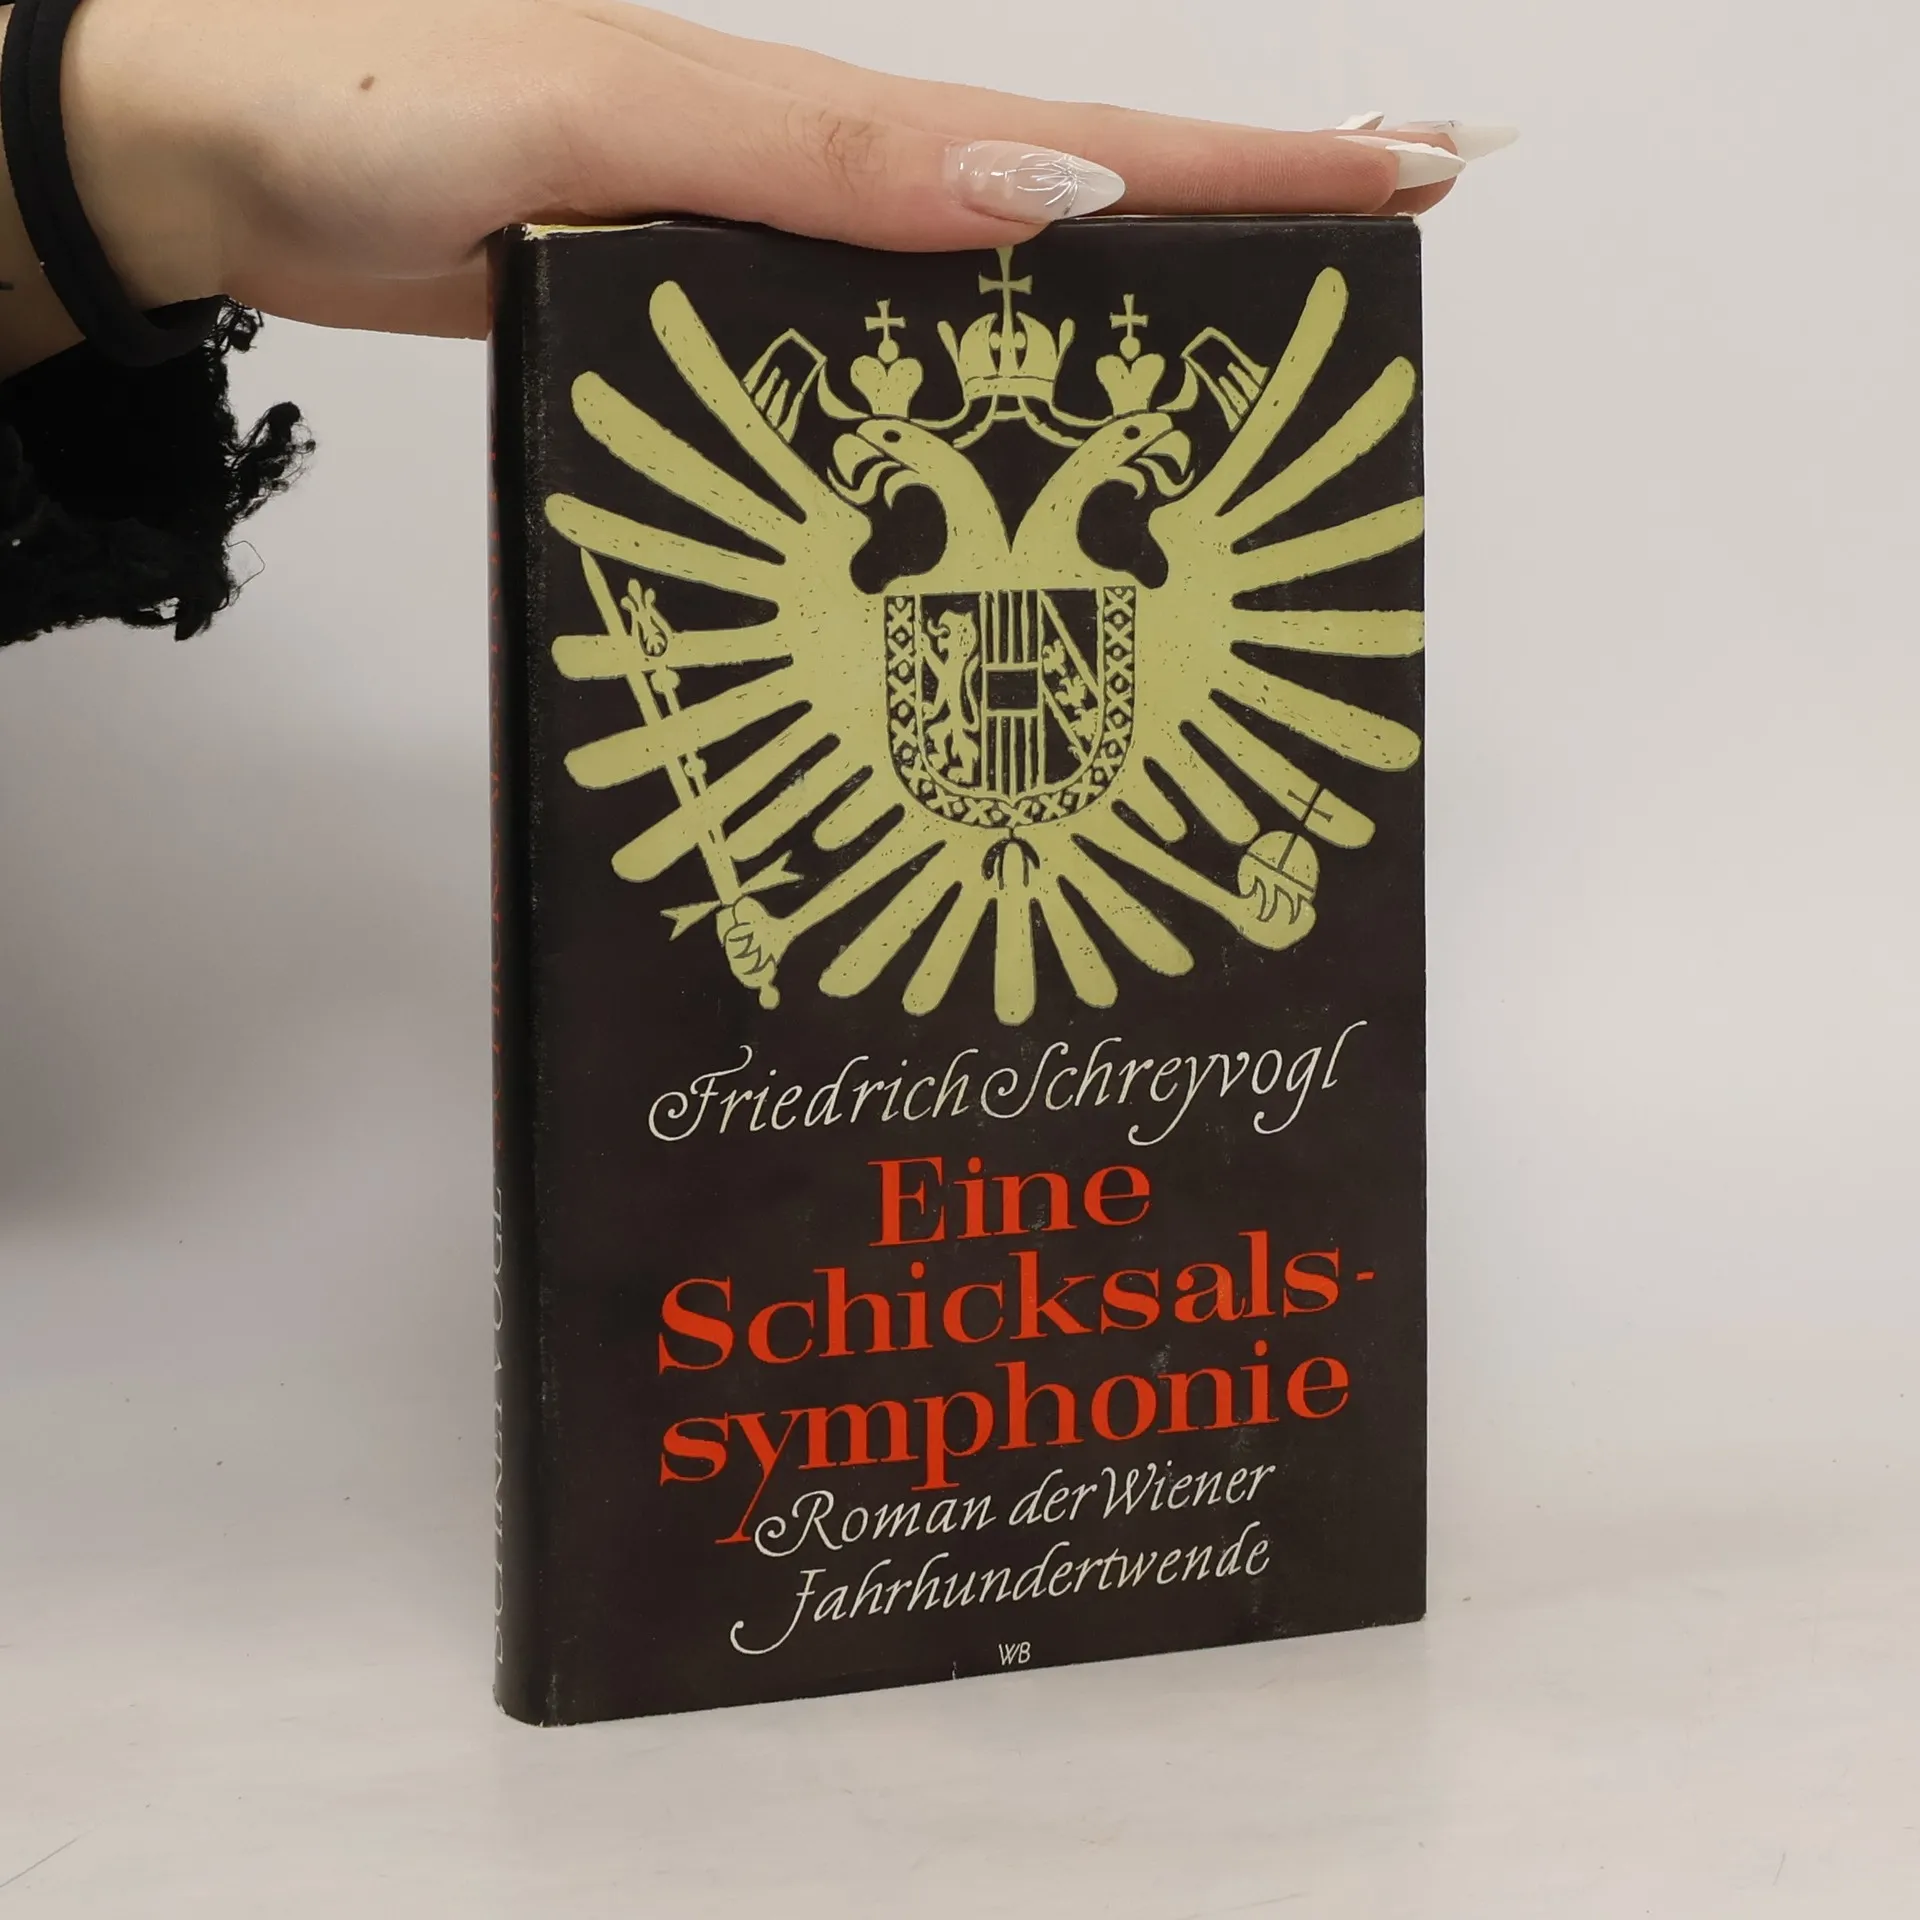 Friedrich Schreyvogl
Eine
Schicksals-
symphonie
Roman der Wiener
Jahrhundertwende
WB